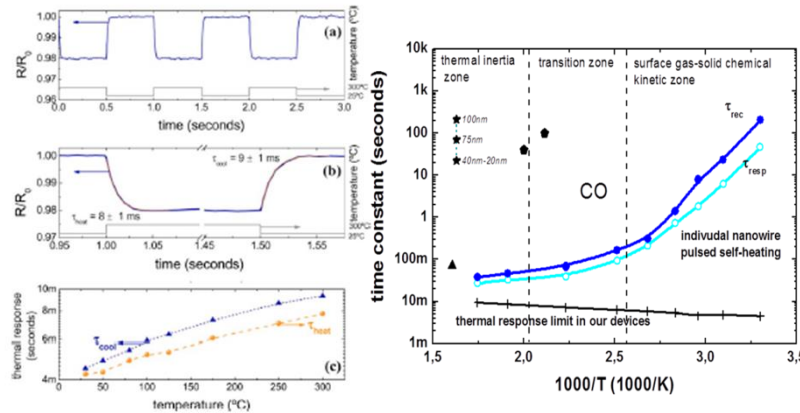 1.00
0.98
0.96
R/R₀
(a)
temperature (ºC)
300ºC
25ºC
0.0 0.5 1.0 1.5 2.0 2.5 3.0
time (seconds)
1.00
0.99
0.98
0.97
R/R₀
(b)
τcool = 9 ± 1 ms
τheat = 8 ± 1 ms
temperature (ºC)
300ºC
25ºC
0.95 1.00 1.05 1.45 1.50 1.55
time (seconds)
10m
8m
6m
4m
thermal response
(seconds)
τcool
τheat
(c)
0 50 100 150 200 250 300
temperature (ºC)
10k
1k
100
10
1
100m
10m
1m
time constant (seconds)
thermal inertia
zone
transition zone
surface gas-solid chemical
kinetic zone
100nm
75nm
40nm-20nm
CO
τrec
τresp
indivudal nanowire
pulsed self-heating
thermal response limit in our devices
1,5 2,0 2,5 3,0 3,5
1000/T (1000/K)